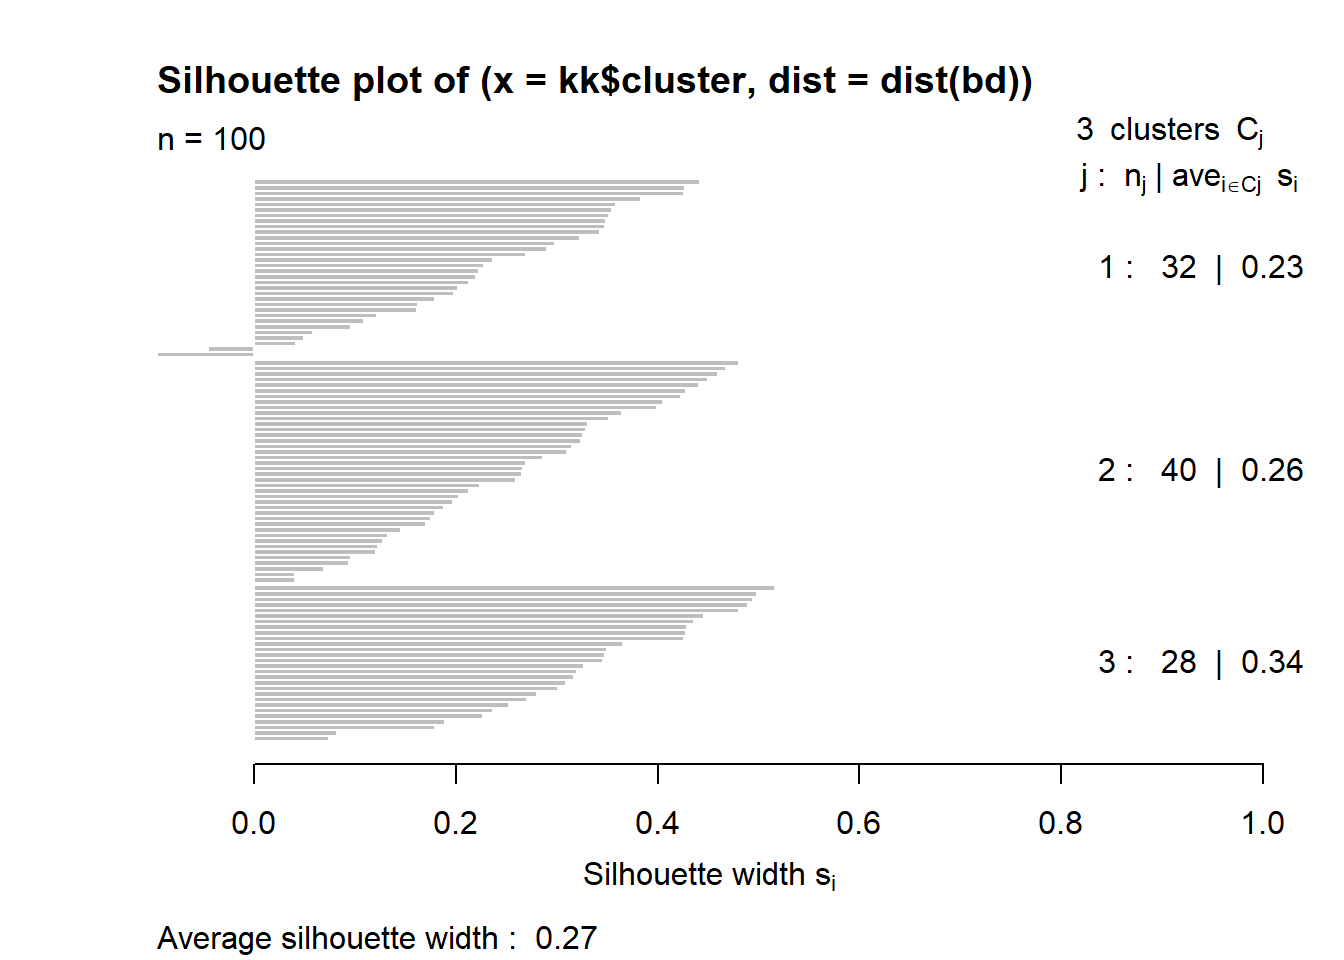 Silhouette plot of (x = kk$cluster, dist = dist(bd))
n = 100
3 clusters Cj
j : nj | avei∈Cj si
1 : 32 | 0.23
2 : 40 | 0.26
3 : 28 | 0.34
0.0 0.2 0.4 0.6 0.8 1.0
Silhouette width si
Average silhouette width : 0.27